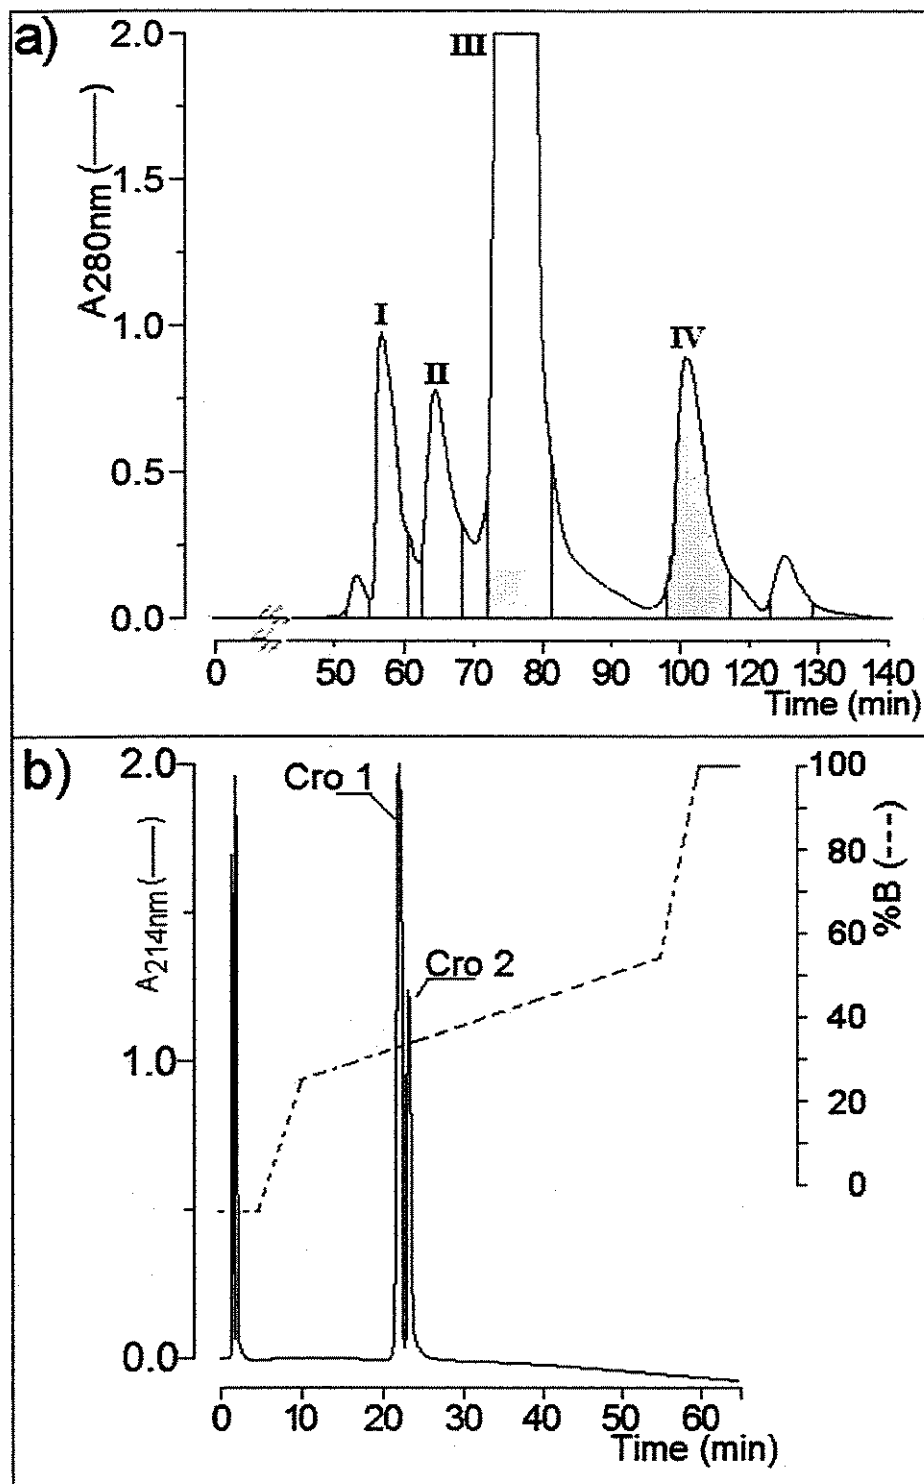 a)
2.0
III
A280nm (——)
1.5
I
1.0
II
IV
0.5
0.0
0 50 60 70 80 90 100 120 130 140
Time (min)
b)
2.0
Cro 1
100
A214nm (——)
80
%B (---)
60
Cro 2
40
1.0
20
0
0.0
0 10 20 30 40 50 60
Time (min)